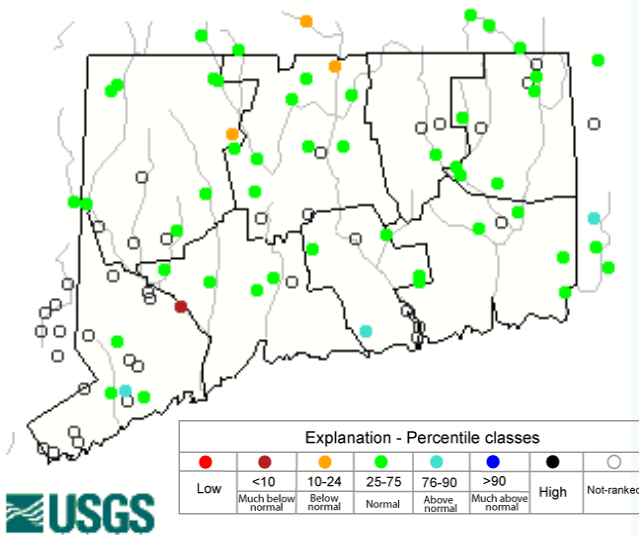 Explanation - Percentile classes
<10 10-24 25-75 76-90 >90
Low Much below normal Below normal Normal Above normal Much above normal High Not-ranked
USGS